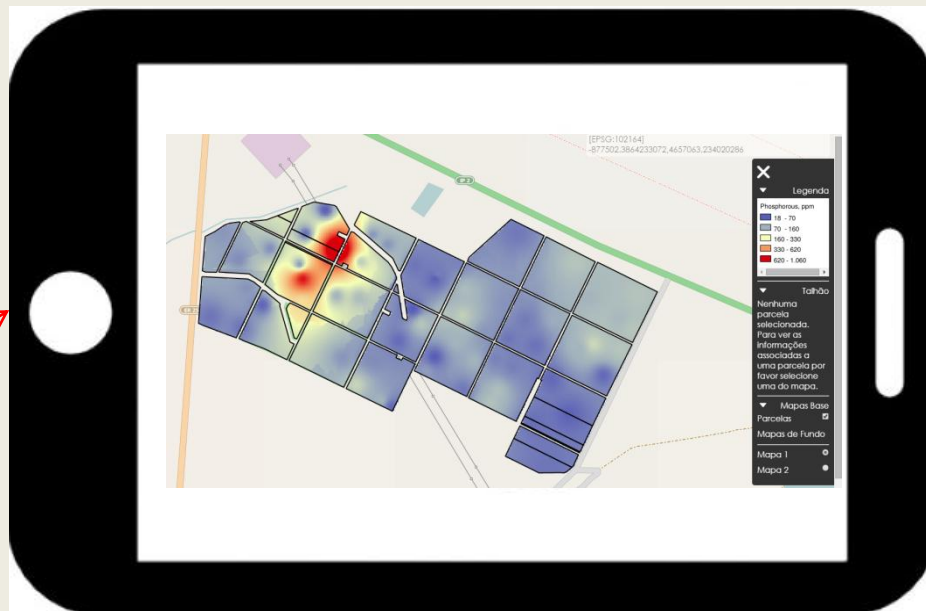 [EPSG:102164]
-877502.3864233072,4657063.234020286
Legenda
Phosphorous, ppm
18 - 70
70 - 160
160 - 330
330 - 620
620 - 1.060
Talhão
Nenhuma
parcela
selecionada.
Para ver as
informações
associadas a
uma parcela por
favor selecione
uma do mapa.
Mapas Base
Parcelas
Mapas de Fundo
Mapa 1
Mapa 2